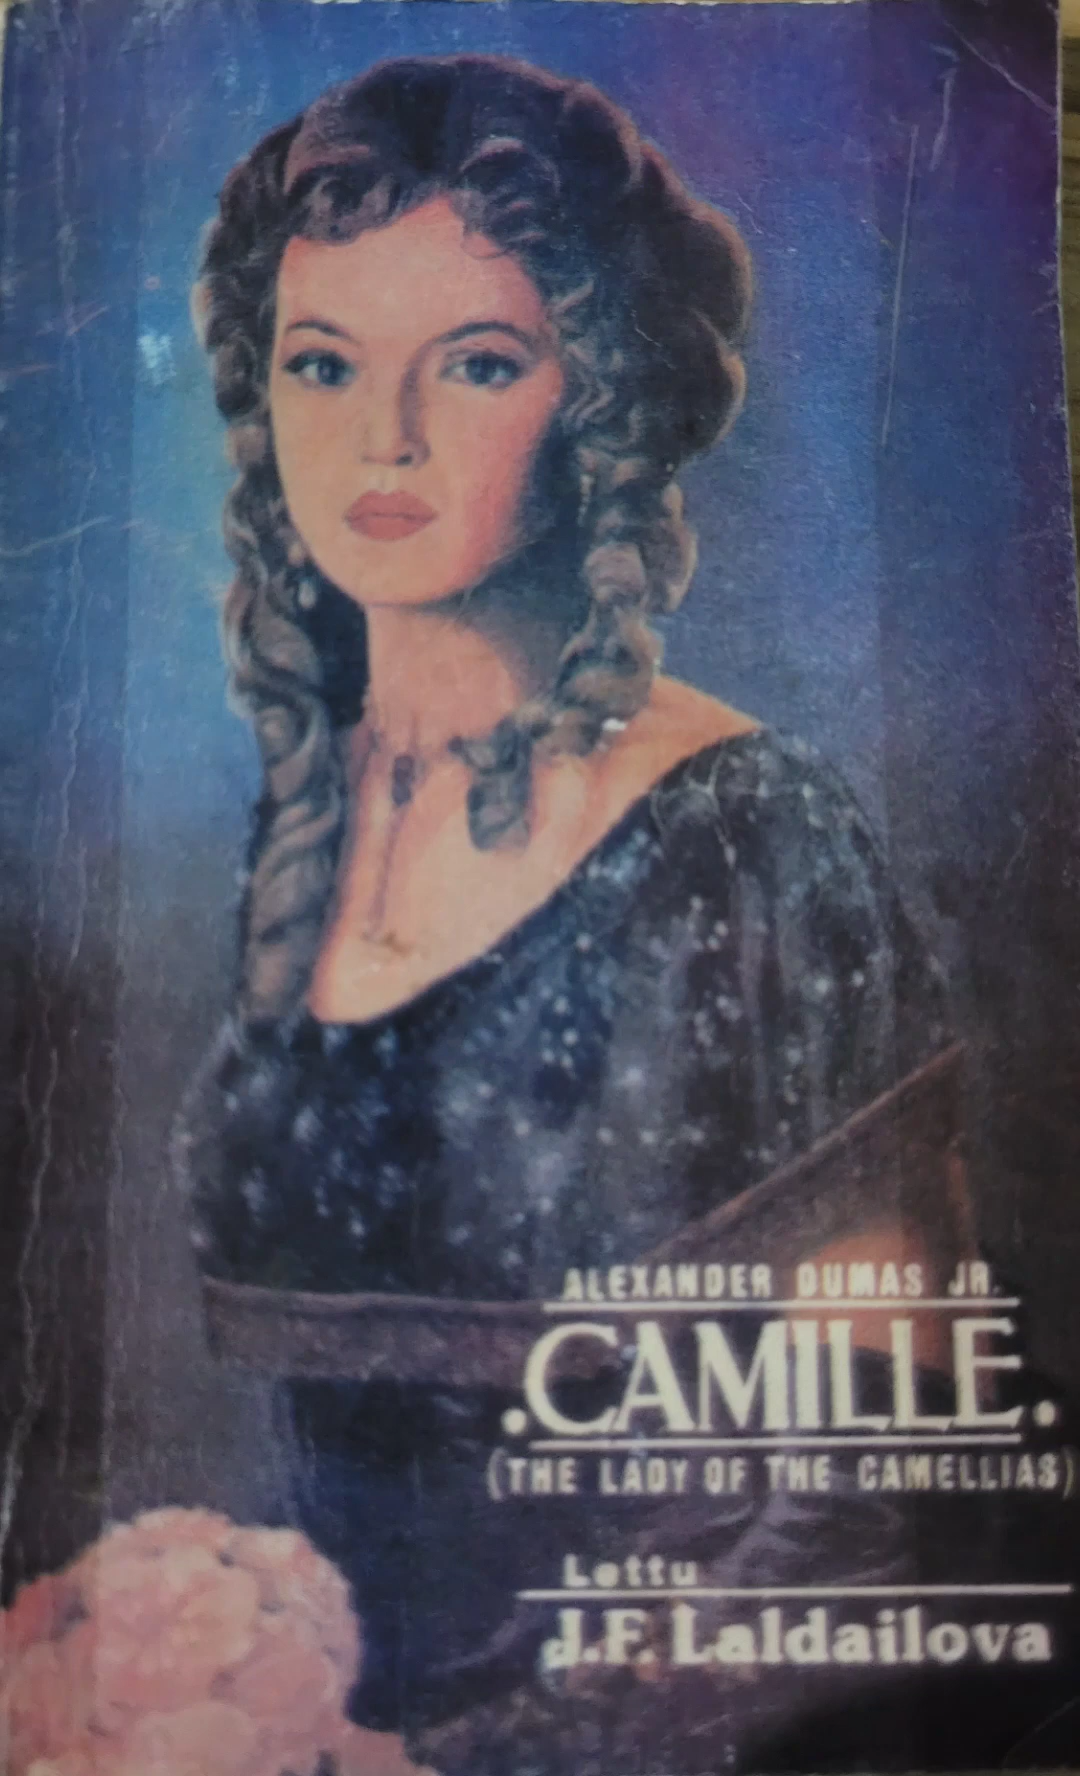 ALEXANDER DUMAS JR.
.CAMILLE.
(THE LADY OF THE CAMELLIAS)
Lettu
J.F. Laldailova